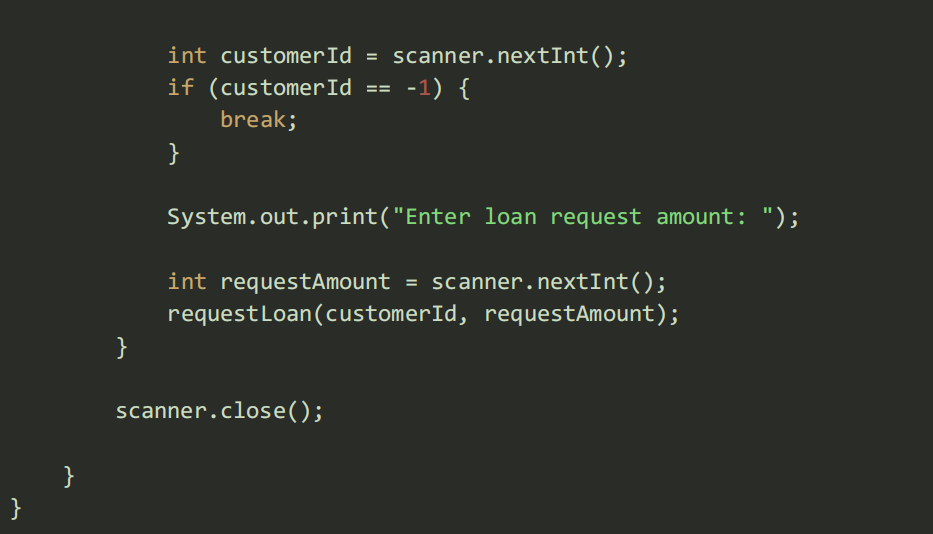 int customerId = scanner.nextInt();
if (customerId == -1) {
break;
}
System.out.print("Enter loan request amount: ");
int requestAmount = scanner.nextInt();
requestLoan(customerId, requestAmount);
}
scanner.close();
}
}